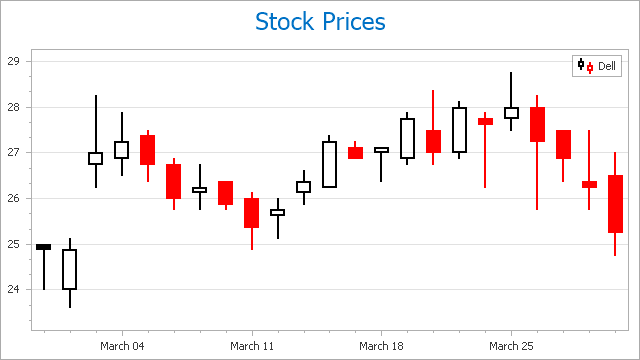 Stock Prices
Dell
29
28
27
26
25
24
March 04
March 11
March 18
March 25